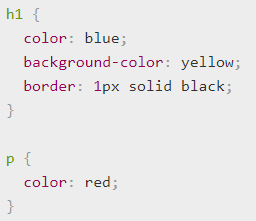 h1 {
  color: blue;
  background-color: yellow;
  border: 1px solid black;
}

p {
  color: red;
}